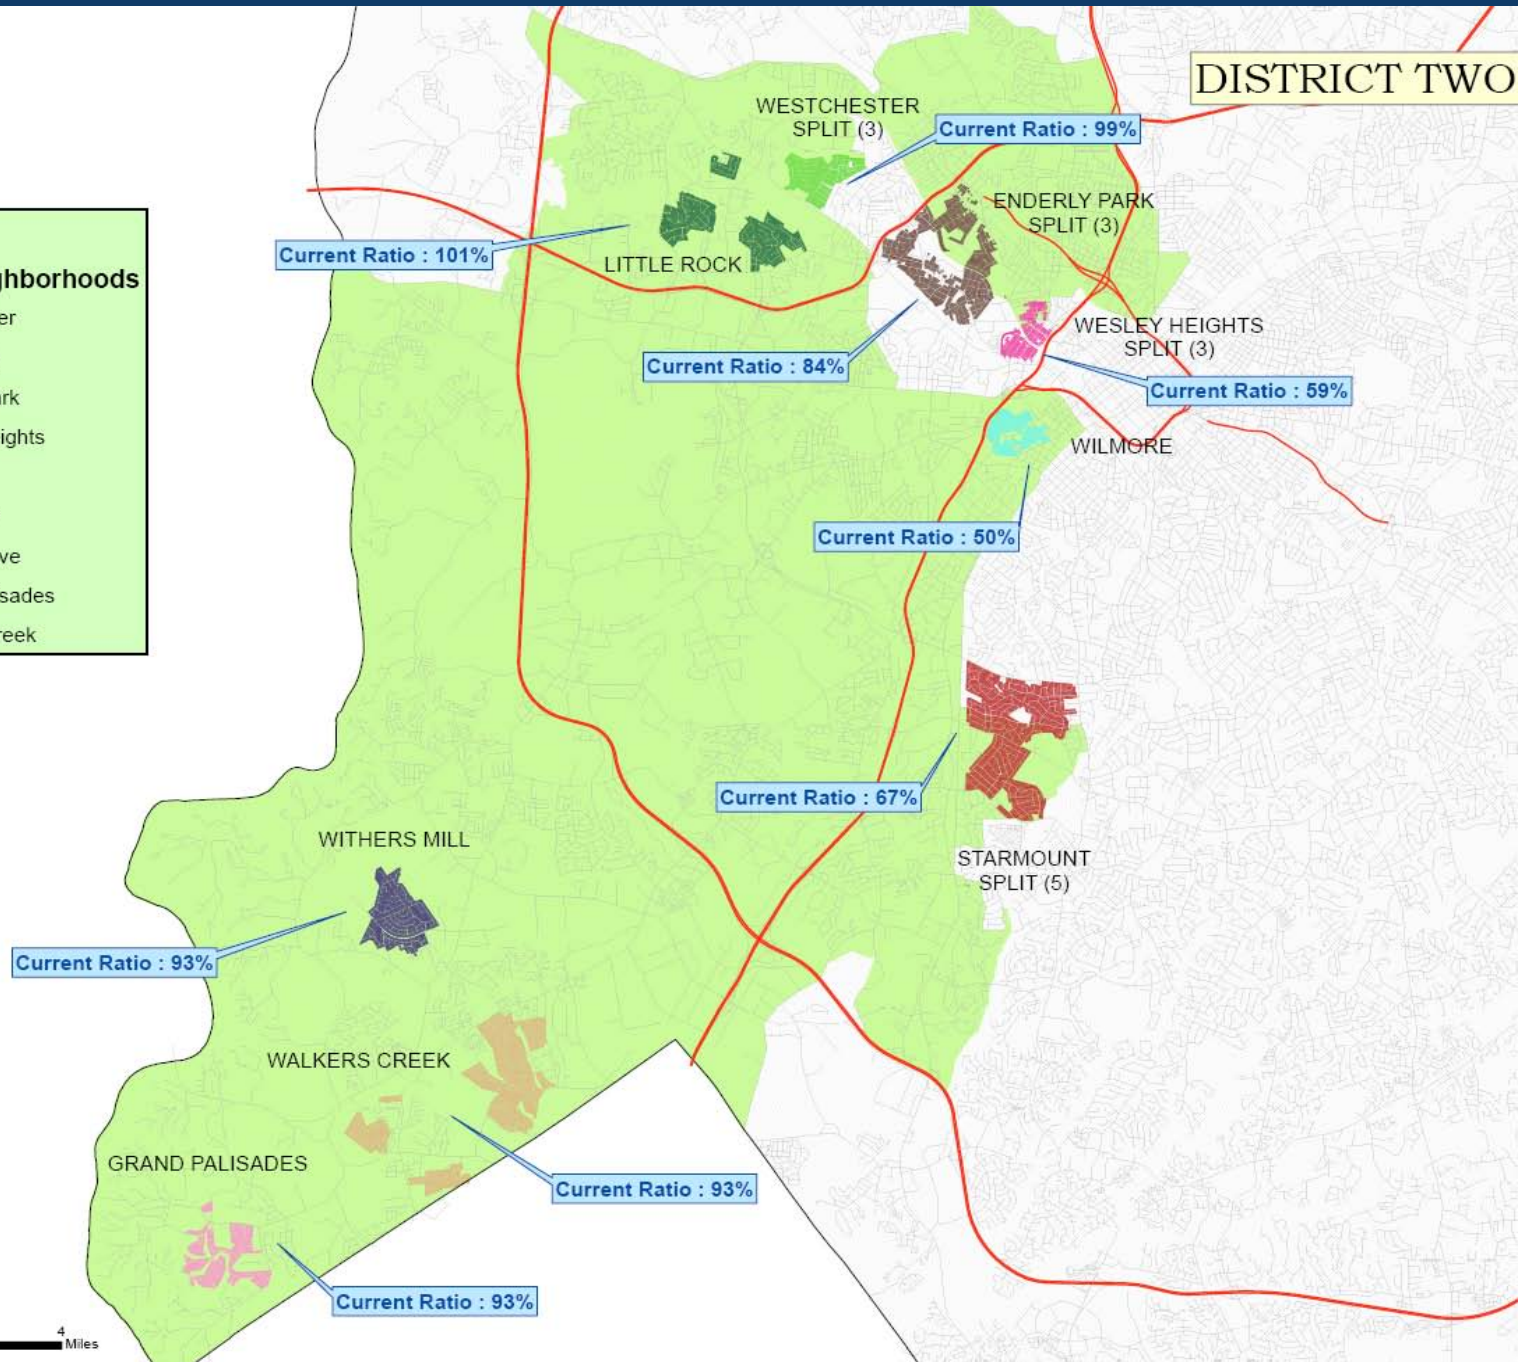 DISTRICT TWO
WESTCHESTER
SPLIT (3)
Current Ratio : 99%
ENDERLY PARK
SPLIT (3)
Current Ratio : 101%
LITTLE ROCK
ghborhoods
er
ark
ights
ve
sades
reek
WESLEY HEIGHTS
SPLIT (3)
Current Ratio : 84%
Current Ratio : 59%
WILMORE
Current Ratio : 50%
Current Ratio : 67%
STARMOUNT
SPLIT (5)
WITHERS MILL
Current Ratio : 93%
WALKERS CREEK
GRAND PALISADES
Current Ratio : 93%
Current Ratio : 93%
4
Miles